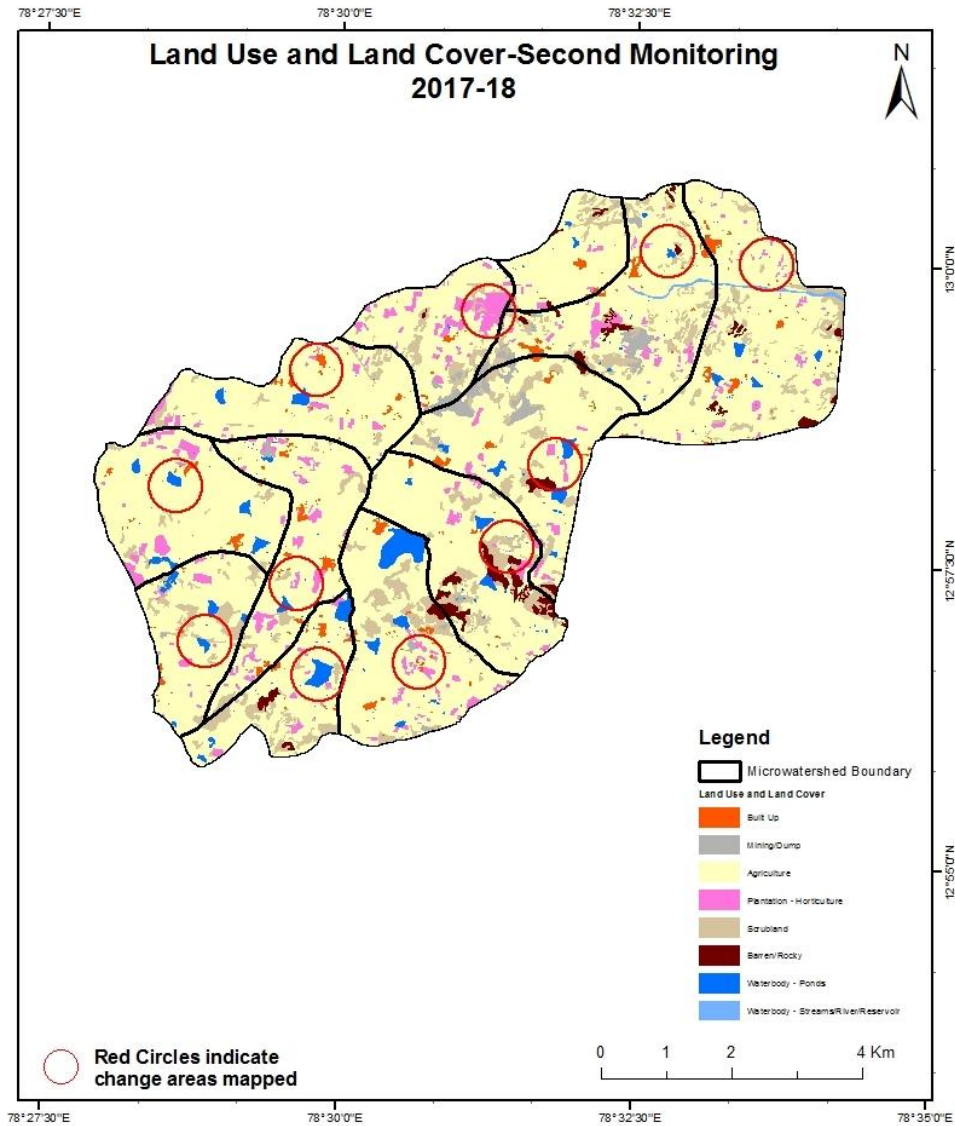 78°27'30"E 78°30'0"E 78°32'30"E
Land Use and Land Cover-Second Monitoring
2017-18
N
13°0'0"N
12°57'30"N
12°55'0"N
Legend
Microwatershed Boundary
Land Use and Land Cover
Built Up
Mining/Dump
Agriculture
Plantation - Horticulture
Scrubland
Barren/Rocky
Waterbody - Ponds
Waterbody - Streams/River/Reservoir
Red Circles indicate
change areas mapped
0 1 2 4 Km
78°27'30"E 78°30'0"E 78°32'30"E 78°35'0"E